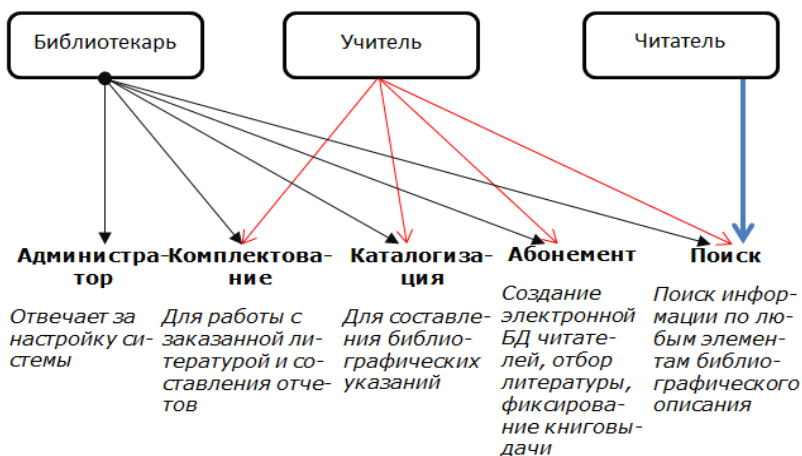 Библиотекарь
Учитель
Читатель
Администра-
тор
Комплектова-
ние
Каталогиза-
ция
Абонемент
Поиск
Отвечает за
настройку си-
стемы
Для работы с
заказанной ли-
тературой и со-
ставления отче-
тов
Для составле-
ния библио-
графических
указаний
Создание
электронной
БД читате-
лей, отбор
литературы,
фиксирова-
ние книговы-
дачи
Поиск инфор-
мации по лю-
бым элемен-
там библио-
графического
описания